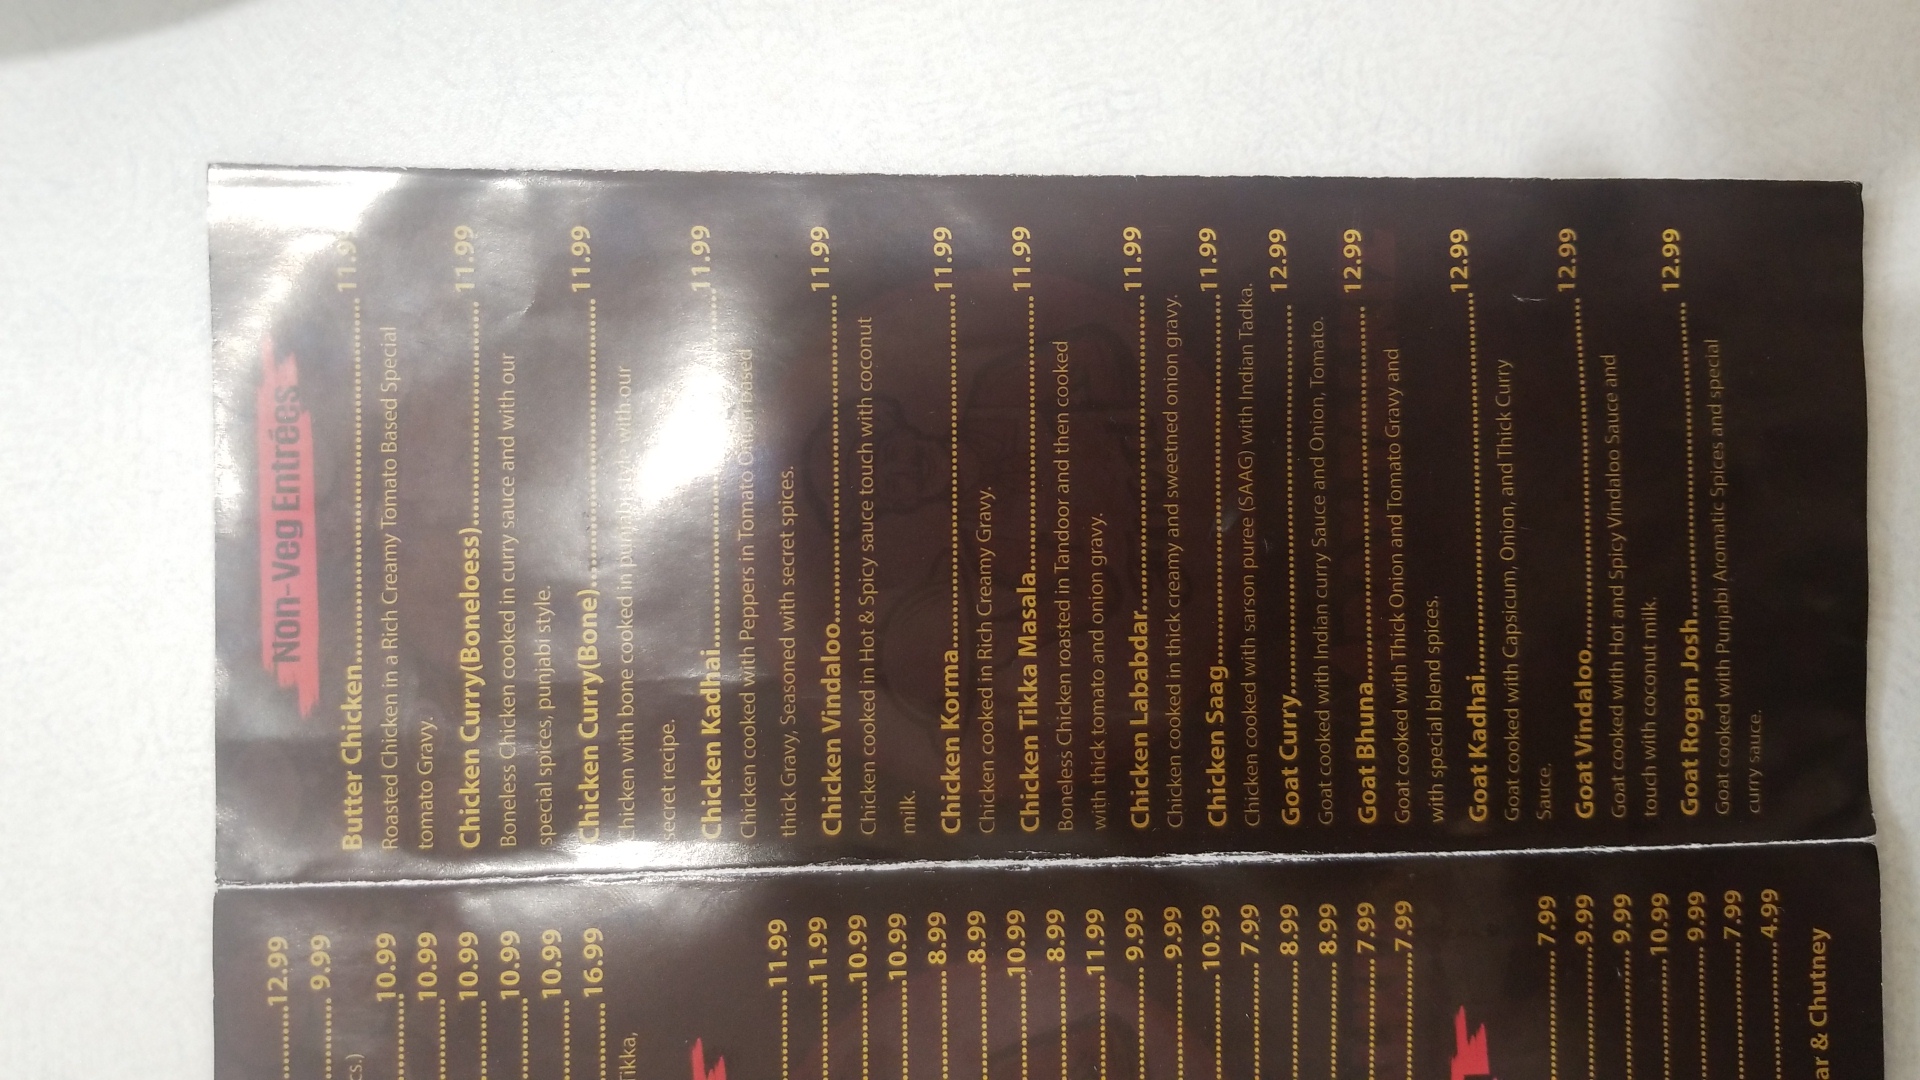 Non-Veg Entrées
Butter Chicken 11.99
Roasted Chicken in a Rich Creamy Tomato Based Special
tomato Gravy.
Chicken Curry(Boneloess) 11.99
Boneless Chicken cooked in curry sauce and with our
special spices, punjabi style.
Chicken Curry(Bone) 11.99
Chicken with bone cooked in punjabi style with our
secret recipe.
Chicken Kadhai 11.99
Chicken cooked with Peppers in Tomato Onion based
thick Gravy, Seasoned with secret spices.
Chicken Vindaloo 11.99
Chicken cooked in Hot & Spicy sauce touch with coconut
milk.
Chicken Korma 11.99
Chicken cooked in Rich Creamy Gravy.
Chicken Tikka Masala 11.99
Boneless Chicken roasted in Tandoor and then cooked
with thick tomato and onion gravy.
Chicken Lababdar 11.99
Chicken cooked in thick creamy and sweetned onion gravy.
Chicken Saag 11.99
Chicken cooked with sarson puree (SAAG) with Indian Tadka.
Goat Curry 12.99
Goat cooked with Indian curry Sauce and Onion, Tomato.
Goat Bhuna 12.99
Goat cooked with Thick Onion and Tomato Gravy and
with special blend spices.
Goat Kadhai 12.99
Goat cooked with Capsicum, Onion, and Thick Curry
Sauce.
Goat Vindaloo 12.99
Goat cooked with Hot and Spicy Vindaloo Sauce and
touch with coconut milk.
Goat Rogan Josh 12.99
Goat cooked with Punjabi Aromatic Spices and special
curry sauce.
12.99
9.99
cs.)
10.99
10.99
10.99
10.99
10.99
16.99
Tikka,
11.99
11.99
10.99
10.99
8.99
8.99
10.99
8.99
11.99
9.99
9.99
10.99
7.99
8.99
8.99
7.99
7.99
7.99
9.99
9.99
10.99
9.99
7.99
4.99
ar & Chutney